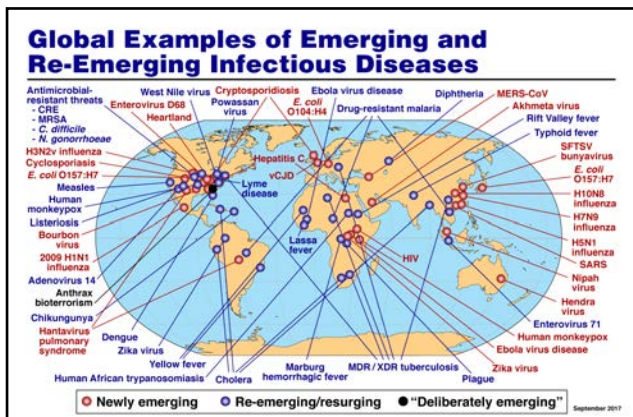 Global Examples of Emerging and
Re-Emerging Infectious Diseases
Antimicrobial-
resistant threats
- CRE
- MRSA
- C. difficile
- N. gonorrhoeae
H3N2v influenza
Cyclosporiasis
E. coli O157:H7
Measles
Human
monkeypox
Listeriosis
Bourbon
virus
2009 H1N1
influenza
Adenovirus 14
Anthrax
bioterrorism
Chikungunya
Hantavirus
pulmonary
syndrome
West Nile virus
Enterovirus D68
Heartland
Cryptosporidiosis
Powassan
virus
Ebola virus disease
E. coli
O104:H4
Drug-resistant malaria
Diphtheria
MERS-CoV
Akhmeta virus
Rift Valley fever
Typhoid fever
SFTSV
bunyavirus
E. coli
O157:H7
H10N8
influenza
H7N9
influenza
H5N1
influenza
SARS
Nipah
virus
Hendra
virus
Enterovirus 71
Human monkeypox
Ebola virus disease
Zika virus
Plague
Hepatitis C
vCJD
Lyme
disease
Lassa
fever
HIV
Dengue
Zika virus
Yellow fever
Human African trypanosomiasis
Cholera
Marburg
hemorrhagic fever
MDR/XDR tuberculosis
Newly emerging
Re-emerging/resurging
“Deliberately emerging”
September 2017